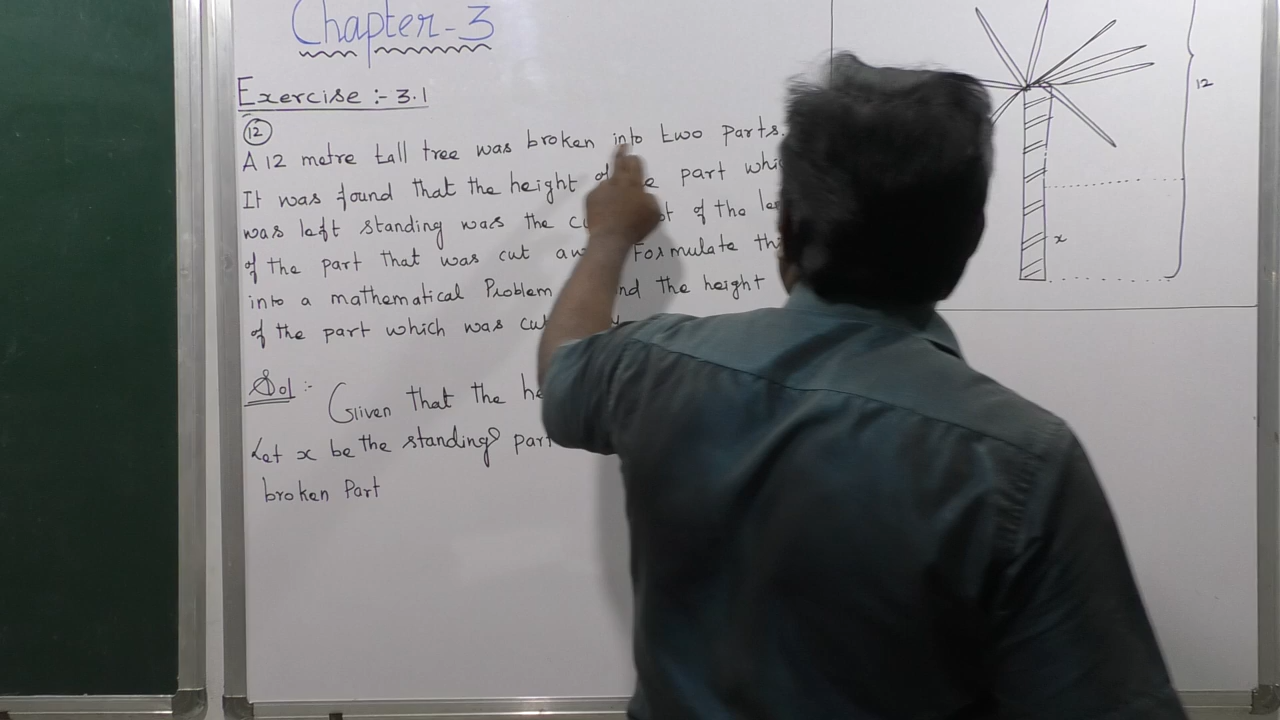 Chapter-3
Exercise :- 3.1
12
A 12 metre tall tree was broken into two parts.
It was found that the height part
was left standing was the of the
of the part that was cut Formulate
into a mathematical Problem the height
of the part which was
Sol :- Given that the
Let x be the standing part
broken Part
12
x